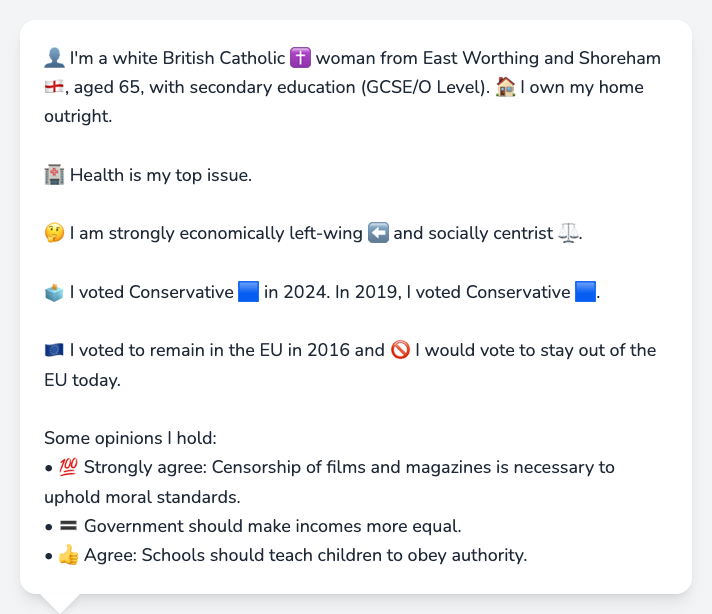 👤 I'm a white British Catholic ✝️ woman from East Worthing and Shoreham
🏴󠁧󠁢󠁥󠁮󠁧󠁿, aged 65, with secondary education (GCSE/O Level). 🏠 I own my home
outright.
🏥 Health is my top issue.
🤔 I am strongly economically left-wing ⬅️ and socially centrist ⚖️.
🗳️ I voted Conservative 🟦 in 2024. In 2019, I voted Conservative 🟦.
🇪🇺 I voted to remain in the EU in 2016 and 🚫 I would vote to stay out of the
EU today.
Some opinions I hold:
• 💯 Strongly agree: Censorship of films and magazines is necessary to
uphold moral standards.
• 🟰 Government should make incomes more equal.
• 👍 Agree: Schools should teach children to obey authority.